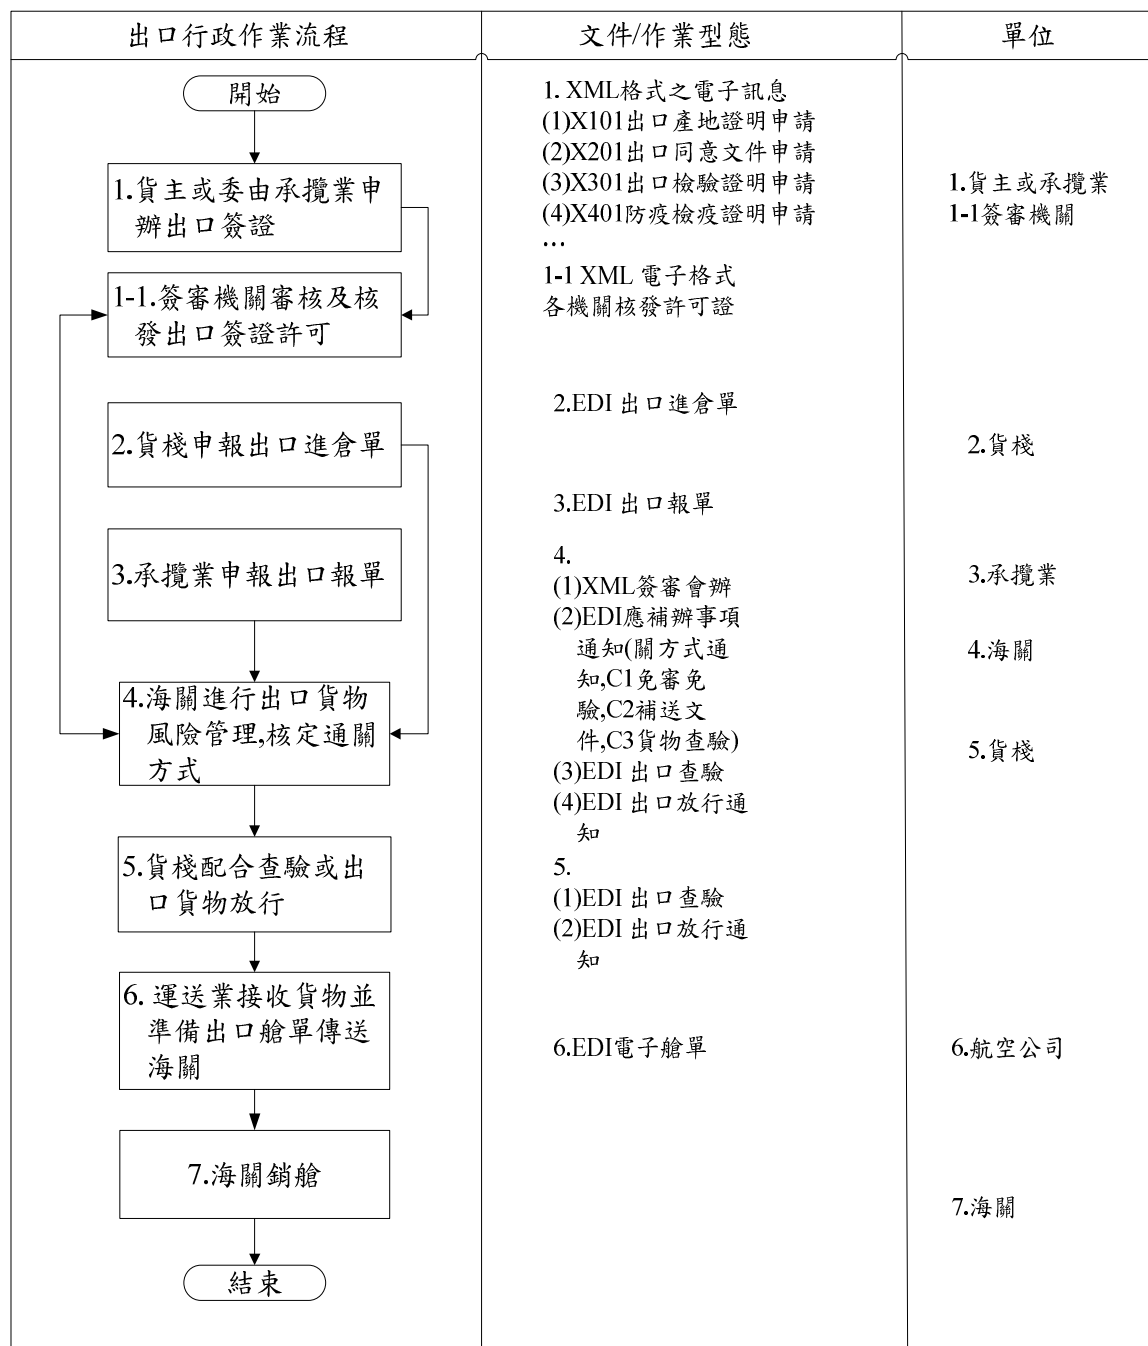 出口行政作業流程
開始
1.貨主或委由承攬業申
辦出口簽證
1-1.簽審機關審核及核
發出口簽證許可
2.貨棧申報出口進倉單
3.承攬業申報出口報單
4.海關進行出口貨物
風險管理,核定通關
方式
5.貨棧配合查驗或出
口貨物放行
6. 運送業接收貨物並
準備出口艙單傳送
海關
7.海關銷艙
結束
文件/作業型態
1. XML格式之電子訊息
(1)X101出口產地證明申請
(2)X201出口同意文件申請
(3)X301出口檢驗證明申請
(4)X401防疫檢疫證明申請
…
1-1 XML 電子格式
各機關核發許可證
2.EDI 出口進倉單
3.EDI 出口報單
4.
(1)XML簽審會辦
(2)EDI應補辦事項
通知(關方式通
知,C1免審免
驗,C2補送文
件,C3貨物查驗)
(3)EDI 出口查驗
(4)EDI 出口放行通
知
5.
(1)EDI 出口查驗
(2)EDI 出口放行通
知
6.EDI電子艙單
單位
1.貨主或承攬業
1-1簽審機關
2.貨棧
3.承攬業
4.海關
5.貨棧
6.航空公司
7.海關